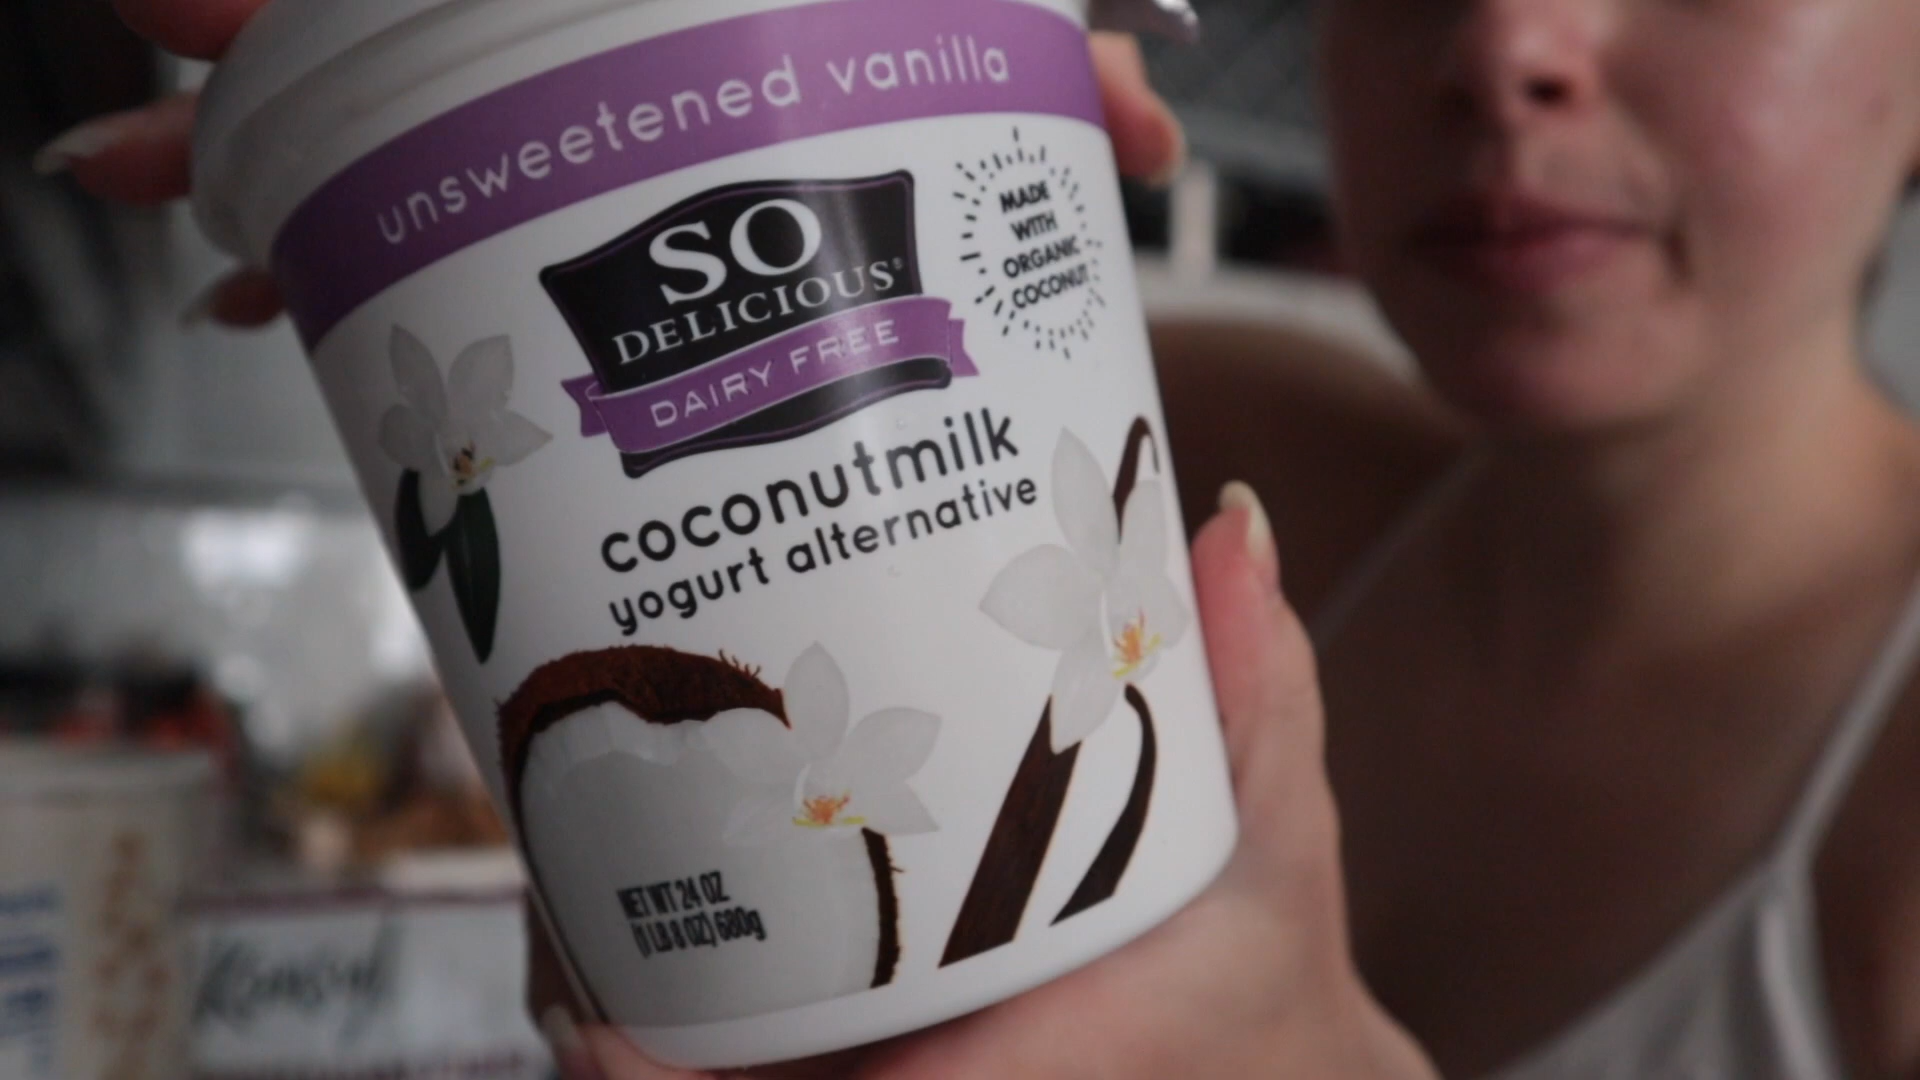 unsweetened vanilla
SO
DELICIOUS®
DAIRY FREE
MADE
WITH
ORGANIC
COCONUT
coconutmilk
yogurt alternative
NET WT 24 OZ
(1 LB 8 OZ) 680g